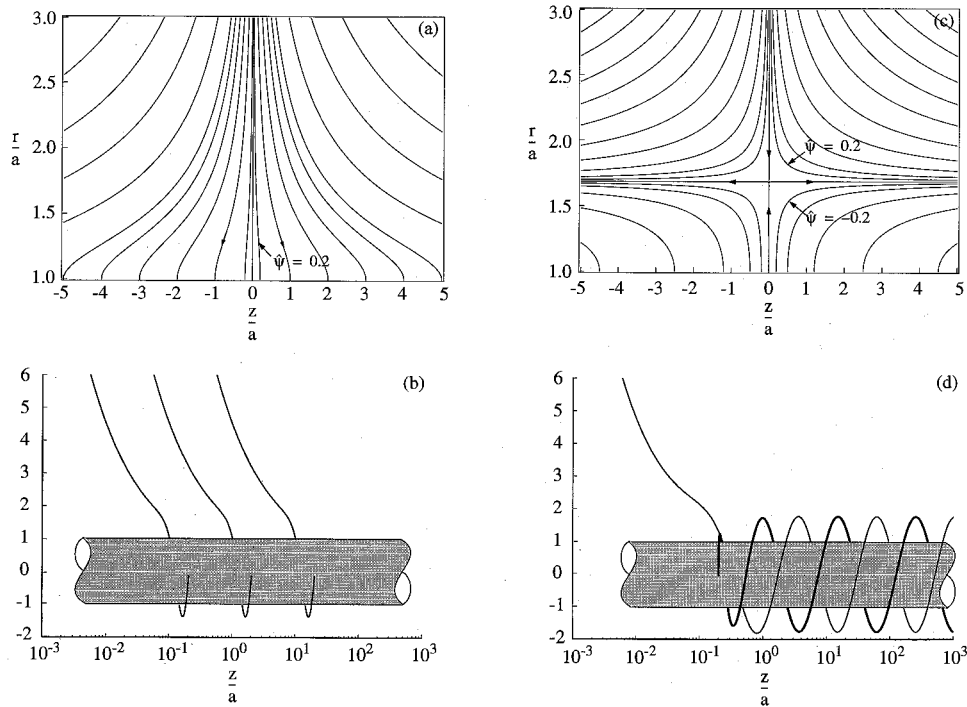 (a)
3.0
2.5
2.0
1.5
1.0
r
a
ψ̂ = 0.2
-5 -4 -3 -2 -1 0 1 2 3 4 5
z
a
(c)
3.0
2.5
2.0
1.5
1.0
r
a
ψ̂ = 0.2
ψ̂ = -0.2
-5 -4 -3 -2 -1 0 1 2 3 4 5
z
a
(b)
6
5
4
3
2
1
0
-1
-2
10⁻³ 10⁻² 10⁻¹ 10⁰ 10¹ 10² 10³
z
a
(d)
6
5
4
3
2
1
0
-1
-2
10⁻³ 10⁻² 10⁻¹ 10⁰ 10¹ 10² 10³
z
a